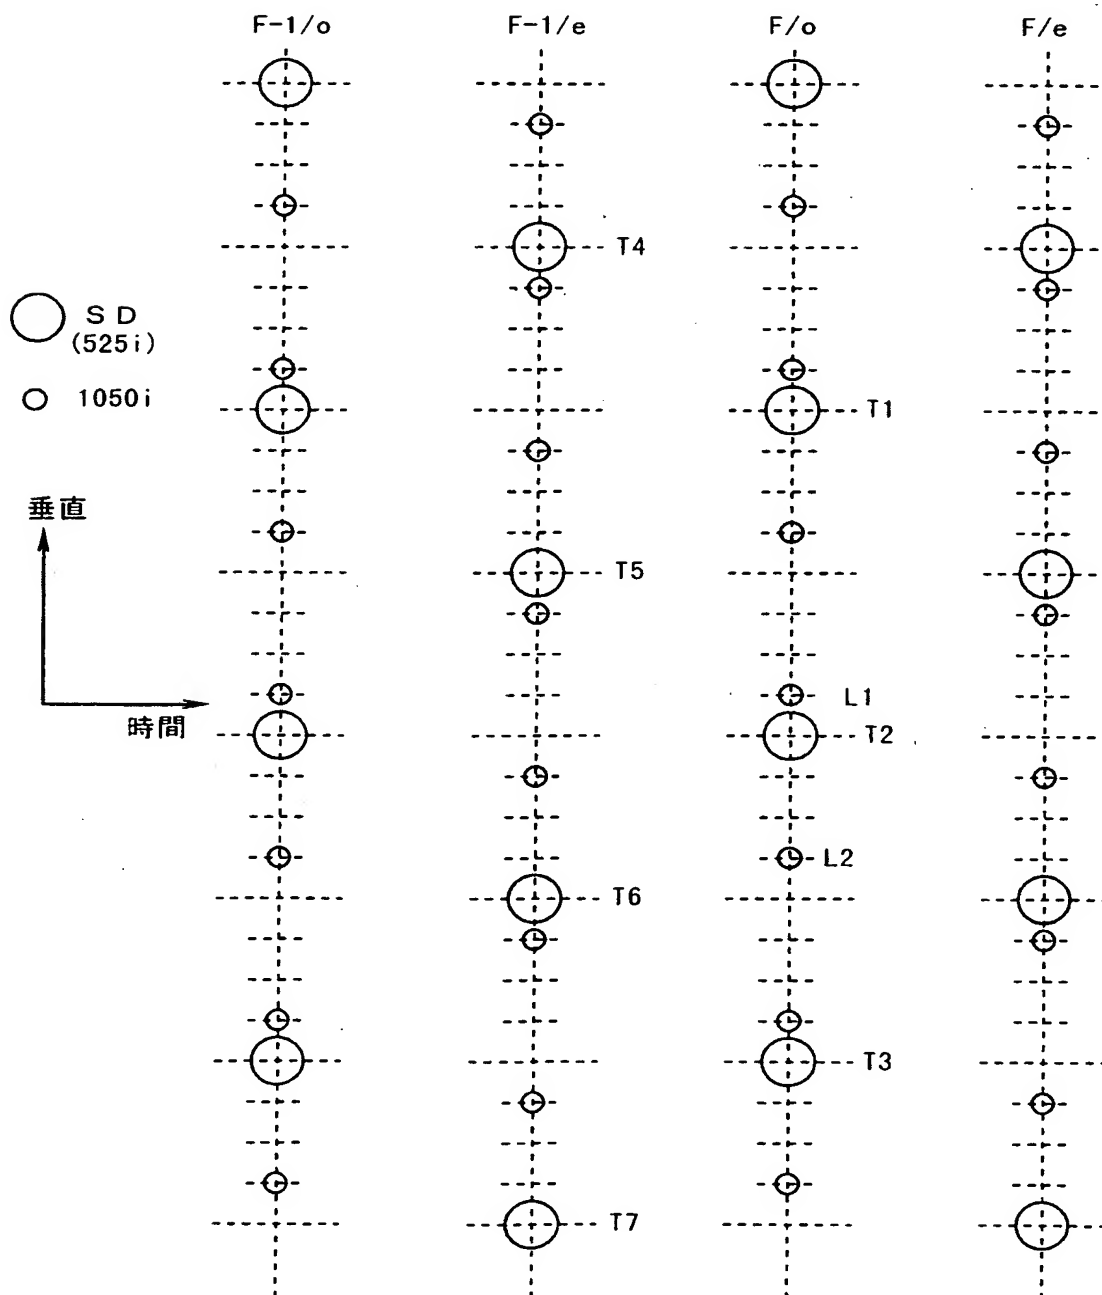 F-1/o F-1/e F/o F/e
T4
SD
(525i)
1050i
T1
垂直
T5
L1
時間
T2
L2
T6
T3
T7